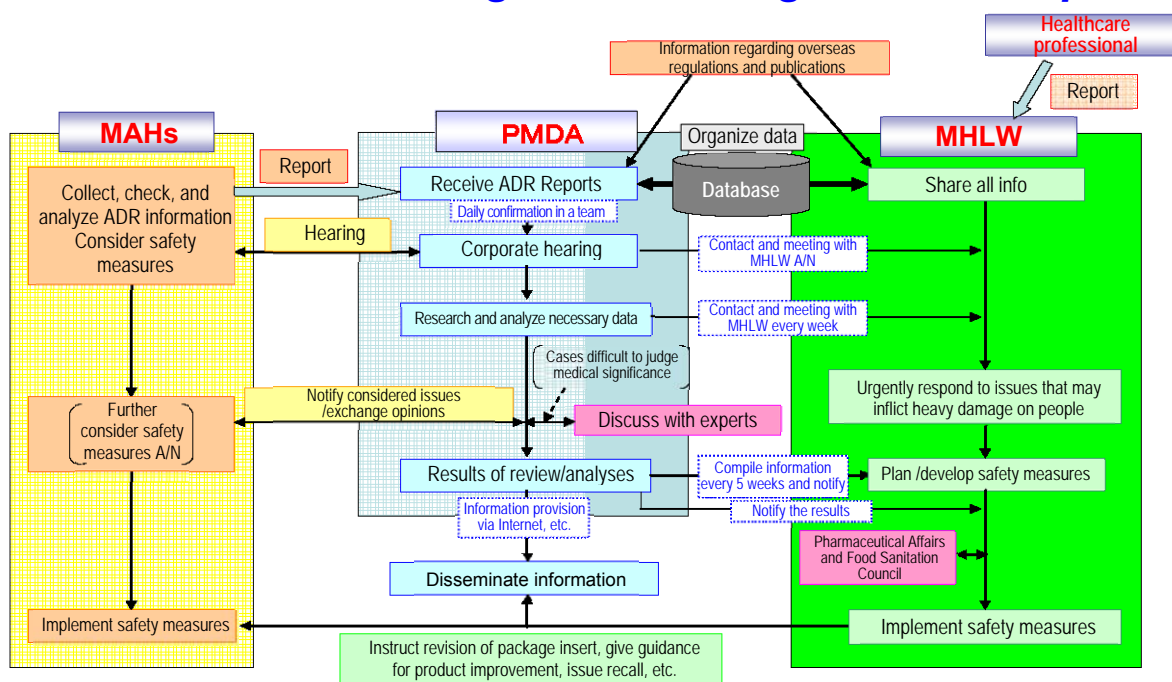 Healthcare
professional
Report
Information regarding overseas
regulations and publications
MAHs
PMDA
Organize data
MHLW
Report
Collect, check, and
analyze ADR information
Consider safety
measures
Receive ADR Reports
Database
Share all info
Daily confirmation in a team
Hearing
Corporate hearing
Contact and meeting with
MHLW A/N
Research and analyze necessary data
Contact and meeting with
MHLW every week
Cases difficult to judge
medical significance
Notify considered issues
/exchange opinions
Urgently respond to issues that may
inflict heavy damage on people
Further
consider safety
measures A/N
Discuss with experts
Results of review/analyses
Compile information
every 5 weeks and notify
Plan /develop safety measures
Information provision
via Internet, etc.
Notify the results
Pharmaceutical Affairs
and Food Sanitation
Council
Disseminate information
Implement safety measures
Implement safety measures
Instruct revision of package insert, give guidance
for product improvement, issue recall, etc.